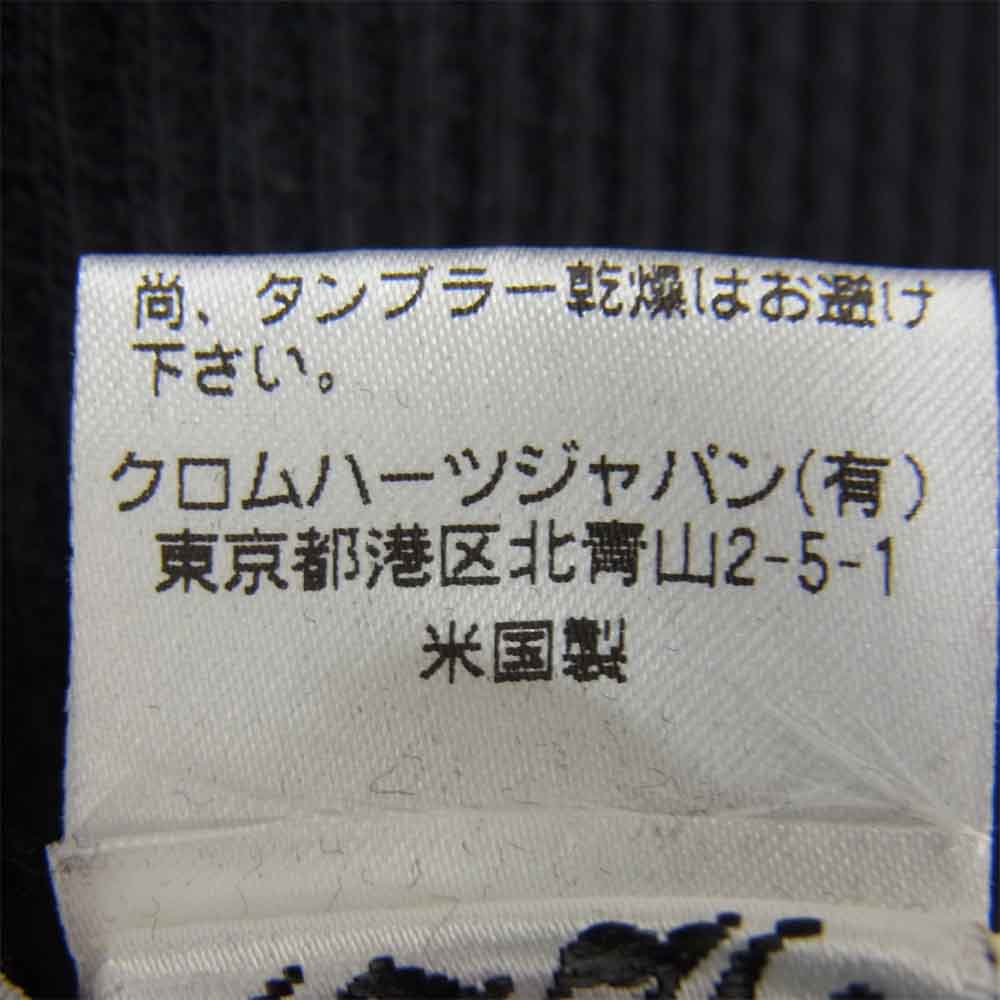 尚、タンブラー乾燥はお避け
下さい。
クロムハーツジャパン(有)
東京都港区北青山2-5-1
米国製